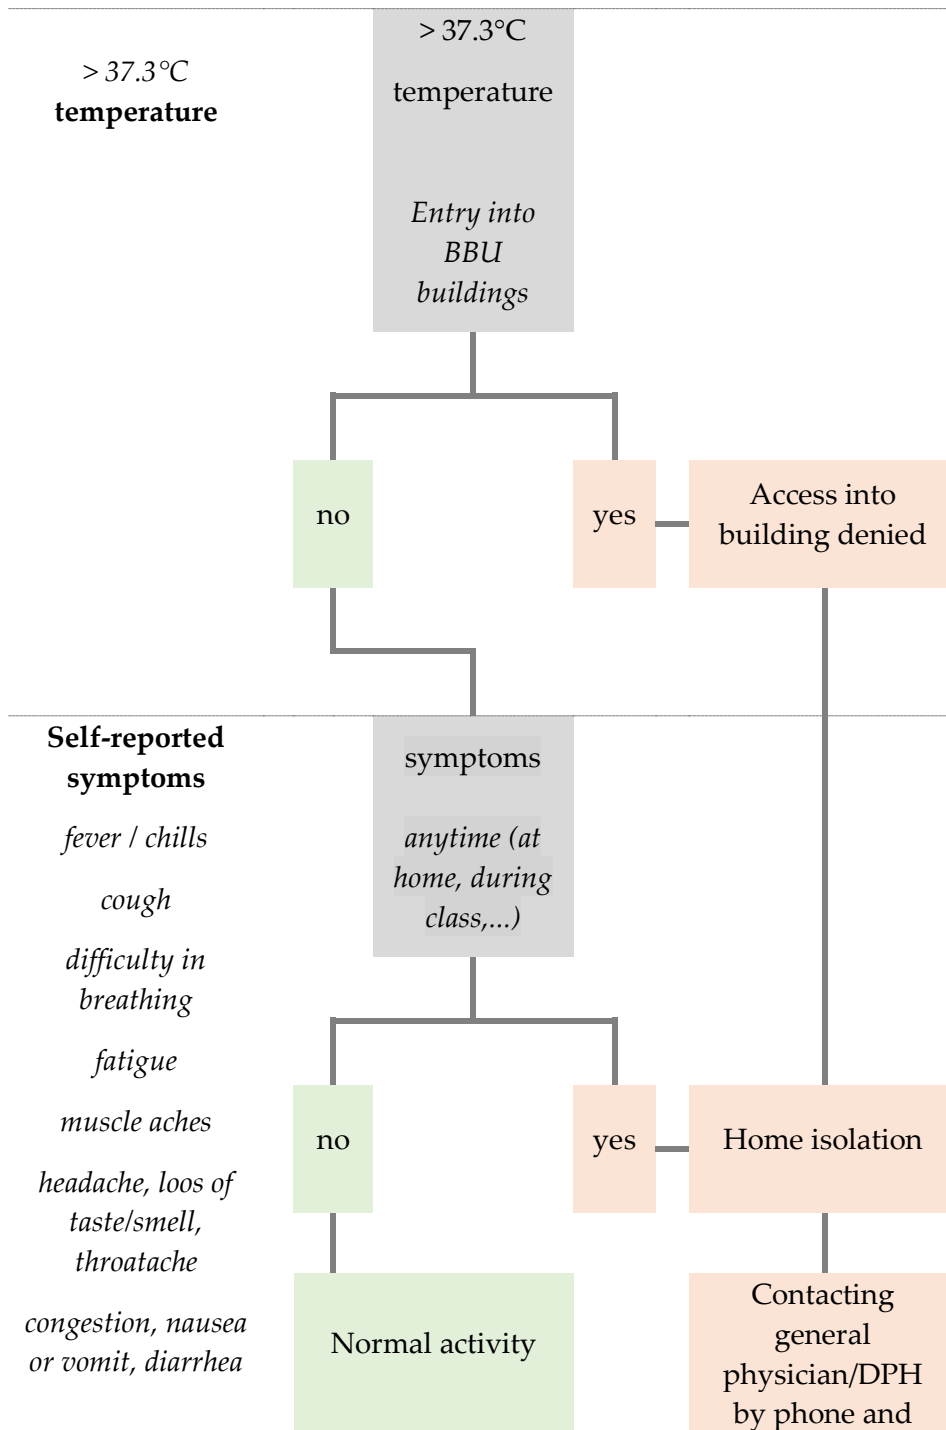 > 37.3°C
temperature
> 37.3°C
temperature
Entry into
BBU
buildings
no
yes
Access into
building denied
Self-reported
symptoms
fever / chills
cough
difficulty in
breathing
fatigue
muscle aches
headache, loos of
taste/smell,
throatache
congestion, nausea
or vomit, diarrhea
symptoms
anytime (at
home, during
class,...)
no
yes
Home isolation
Normal activity
Contacting
general
physician/DPH
by phone and